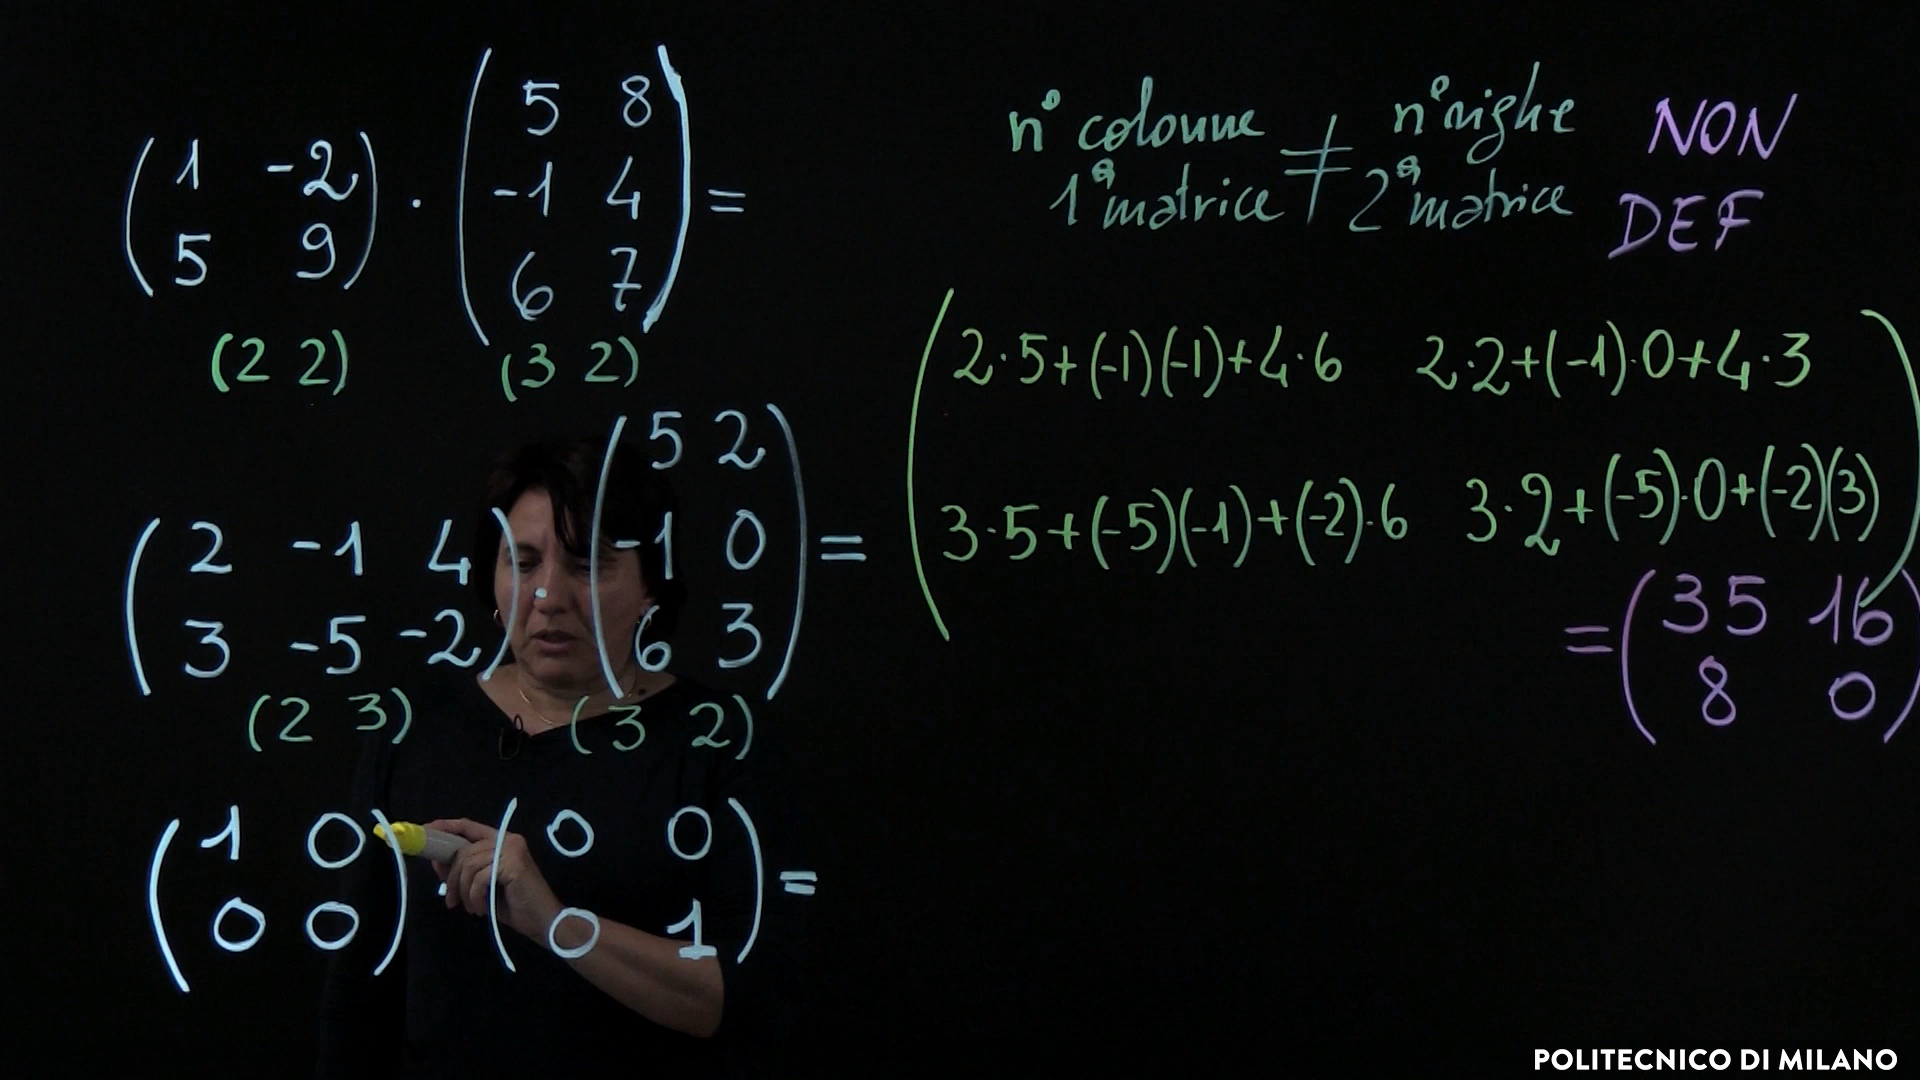 (1 -2 5 9) · (5 8 -1 4 6 7) =
(2 2) (3 2)
n° colonne 1ª matrice ≠ n° righe 2ª matrice NON DEF
(2 -1 4 3 -5 -2) · (5 2 -1 0 6 3) =
(2·5+(-1)(-1)+4·6 2·2+(-1)·0+4·3
3·5+(-5)(-1)+(-2)·6 3·2+(-5)·0+(-2)(3))
(2 3) (3 2)
=(35 16
8 0)
(1 0 0 0) · (0 0 0 1) =
POLITECNICO DI MILANO